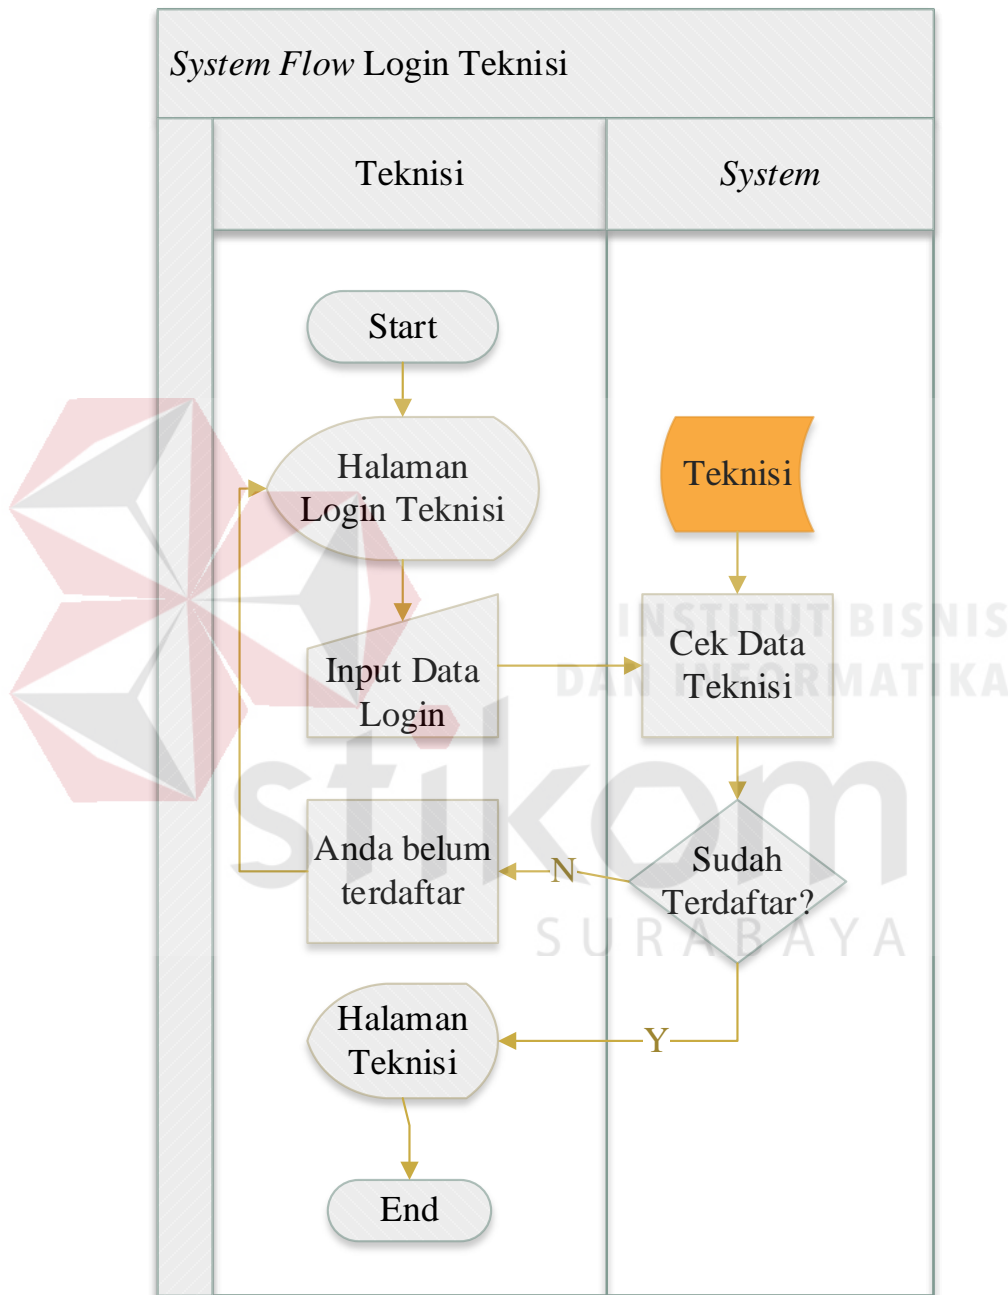 System Flow Login Teknisi
Teknisi
System
Start
Halaman
Login Teknisi
Teknisi
Input Data
Login
Cek Data
Teknisi
INSTITUT BISNIS
DAN INFORMATIKA
stikom
SURABAYA
Anda belum
terdaftar
N
Sudah
Terdaftar?
Halaman
Teknisi
Y
End